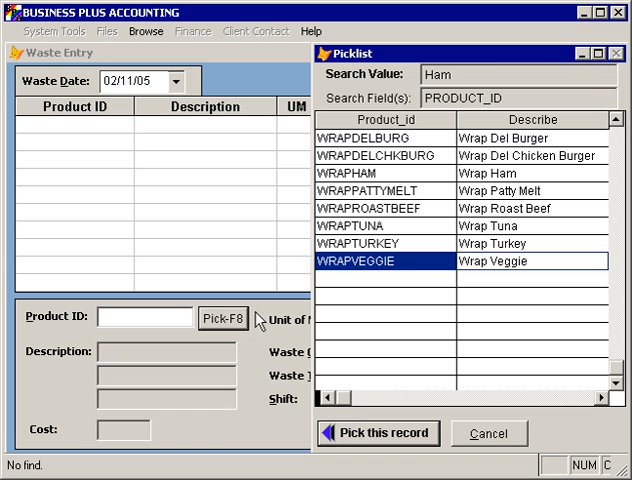 BUSINESS PLUS ACCOUNTING
System Tools Files Browse Finance Client Contact Help
Waste Entry
Waste Date: 02/11/05
Product ID Description UM
Product ID: Pick-F8 Unit of
Description: Waste
Waste
Shift:
Cost:
Picklist
Search Value: Ham
Search Field(s): PRODUCT_ID
Product_id Describe
WRAPDELBURG Wrap Del Burger
WRAPDELCHKBURG Wrap Del Chicken Burger
WRAPHAM Wrap Ham
WRAPPATTYMELT Wrap Patty Melt
WRAPROASTBEEF Wrap Roast Beef
WRAPTUNA Wrap Tuna
WRAPTURKEY Wrap Turkey
WRAPVEGGIE Wrap Veggie
Pick this record Cancel
No find. NUM C